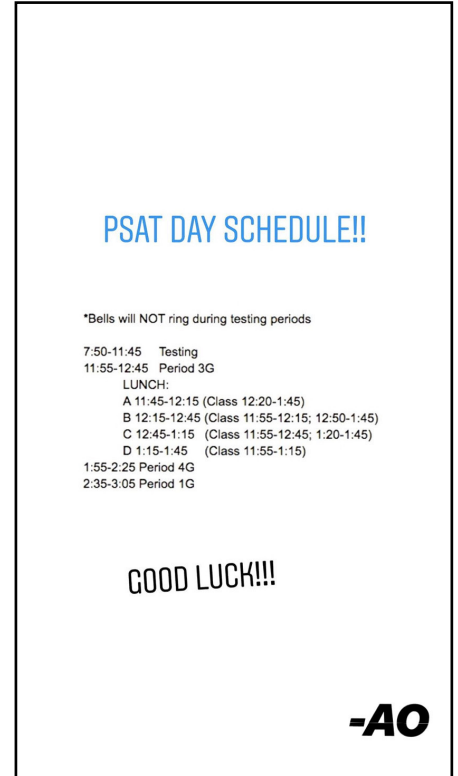 PSAT DAY SCHEDULE!!
*Bells will NOT ring during testing periods
7:50-11:45 Testing
11:55-12:45 Period 3G
LUNCH:
A 11:45-12:15 (Class 12:20-1:45)
B 12:15-12:45 (Class 11:55-12:15; 12:50-1:45)
C 12:45-1:15 (Class 11:55-12:45; 1:20-1:45)
D 1:15-1:45 (Class 11:55-1:15)
1:55-2:25 Period 4G
2:35-3:05 Period 1G
GOOD LUCK!!!
-AO